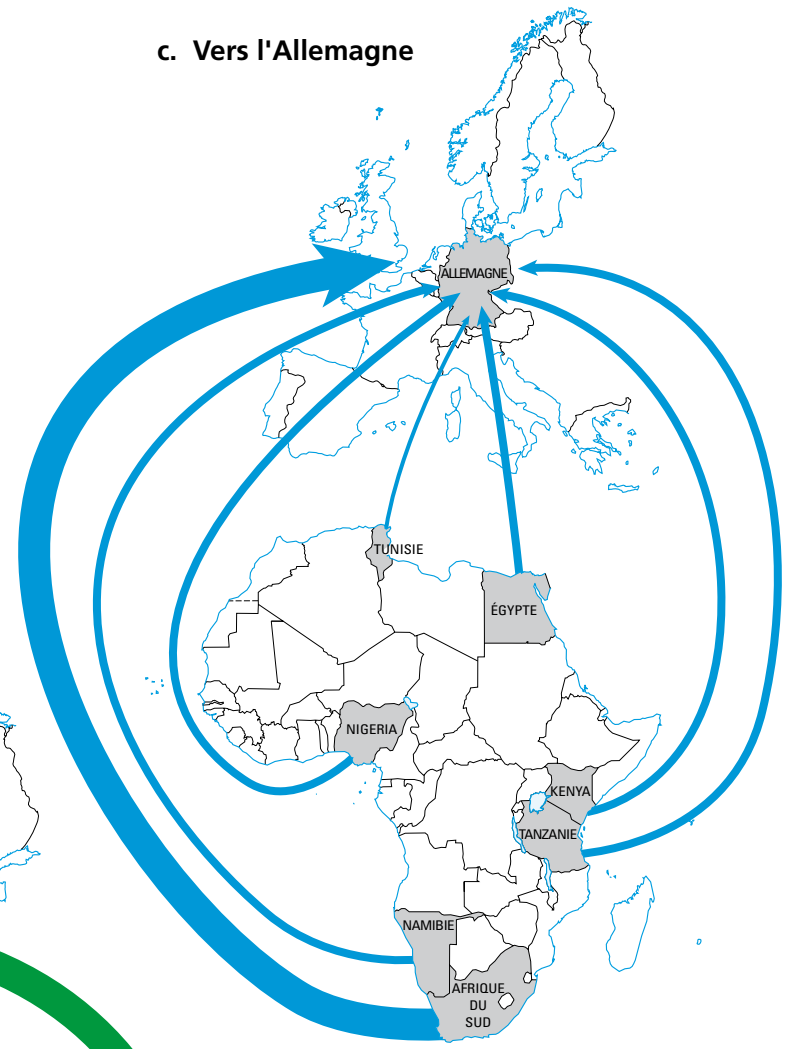 c. Vers l'Allemagne
ALLEMAGNE
TUNISIE
ÉGYPTE
NIGERIA
KENYA
TANZANIE
NAMIBIE
AFRIQUE
DU
SUD